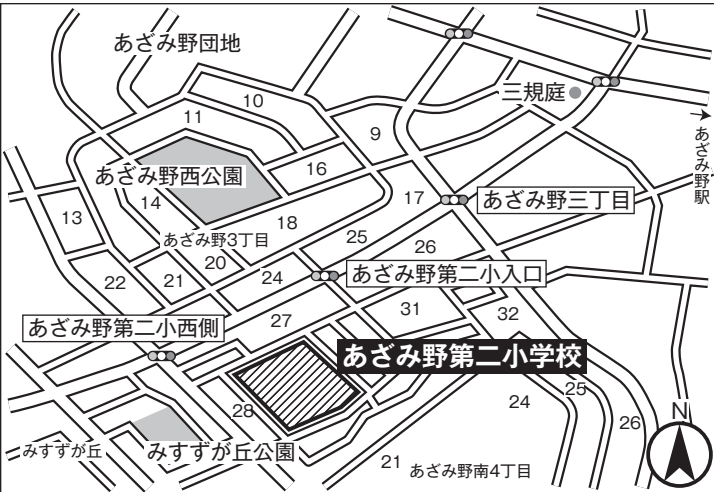 あざみ野団地
10
11
三規庭
9
→
あざみ野駅
16
あざみ野西公園
14
17
あざみ野三丁目
13
18
あざみ野3丁目
25
26
20
22
21
24
あざみ野第二小入口
31
32
27
あざみ野第二小西側
あざみ野第二小学校
28
24
25
26
N
みすずが丘
みすずが丘公園
21
あざみ野南4丁目